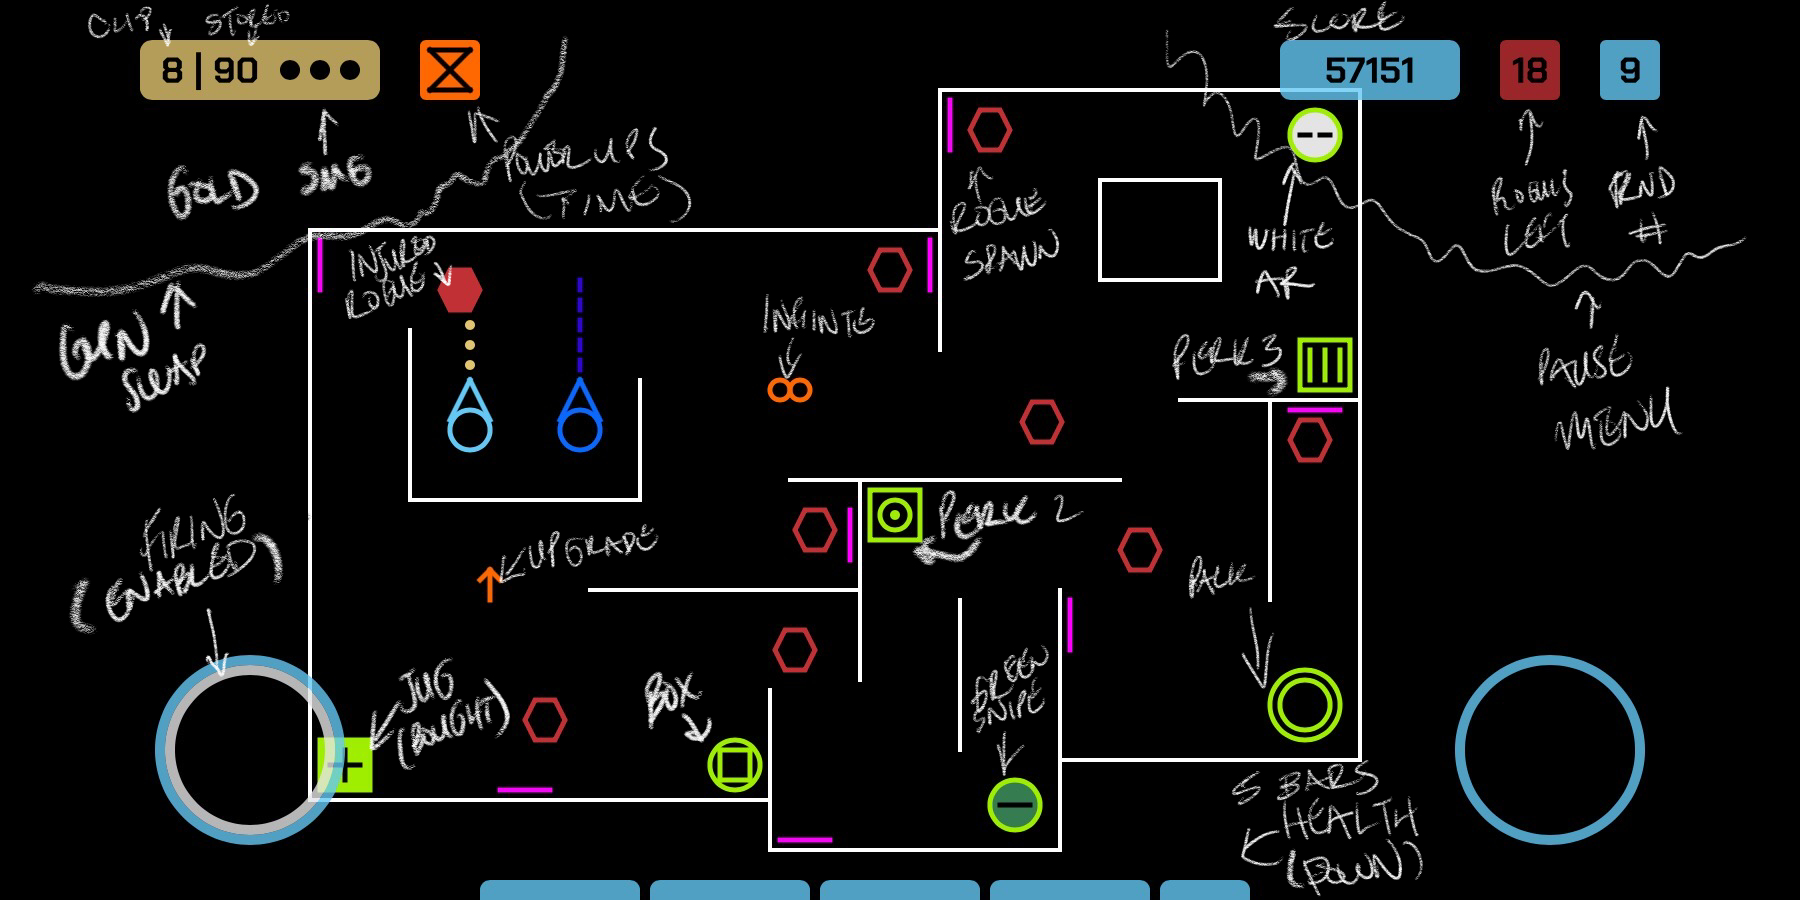 CLIP STORED
8 | 90
SCORE
57151
18
9
GOLD SMG
POWERUPS
(TIME)
INJURED
ROGUE
ROGUE
SPAWN
WHITE
AR
ROGUES
LEFT
RND
#
GUN
SWAP
INFINITE
PERK 3
PAUSE
MENU
FIRING
(ENABLED)
UPGRADE
PERK 2
PACK
JUG
(BOUGHT)
BOX
GREEN
SNIPE
5 BARS
HEALTH
(PAWN)